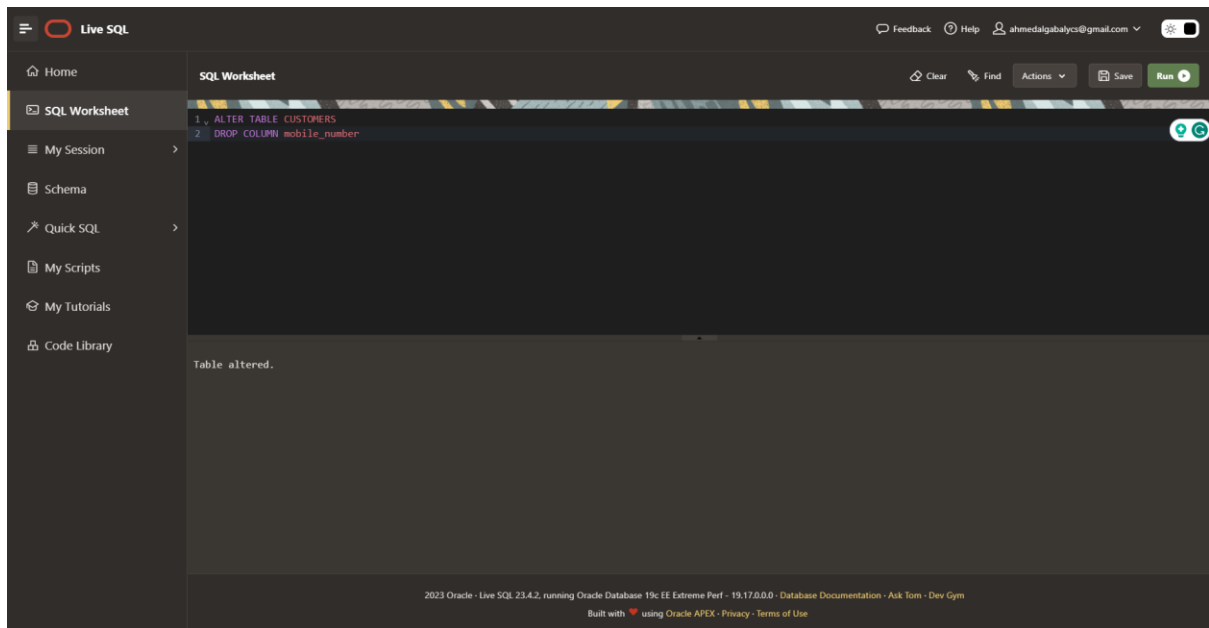 Live SQL
Feedback
Help
ahmedalgabalycs@gmail.com
Home
SQL Worksheet
My Session
Schema
Quick SQL
My Scripts
My Tutorials
Code Library
SQL Worksheet
Clear
Find
Actions
Save
Run
1 ALTER TABLE CUSTOMERS
2 DROP COLUMN mobile_number
Table altered.
2023 Oracle · Live SQL 23.4.2, running Oracle Database 19c EE Extreme Perf - 19.17.0.0.0 · Database Documentation · Ask Tom · Dev Gym
Built with ♥ using Oracle APEX · Privacy · Terms of Use